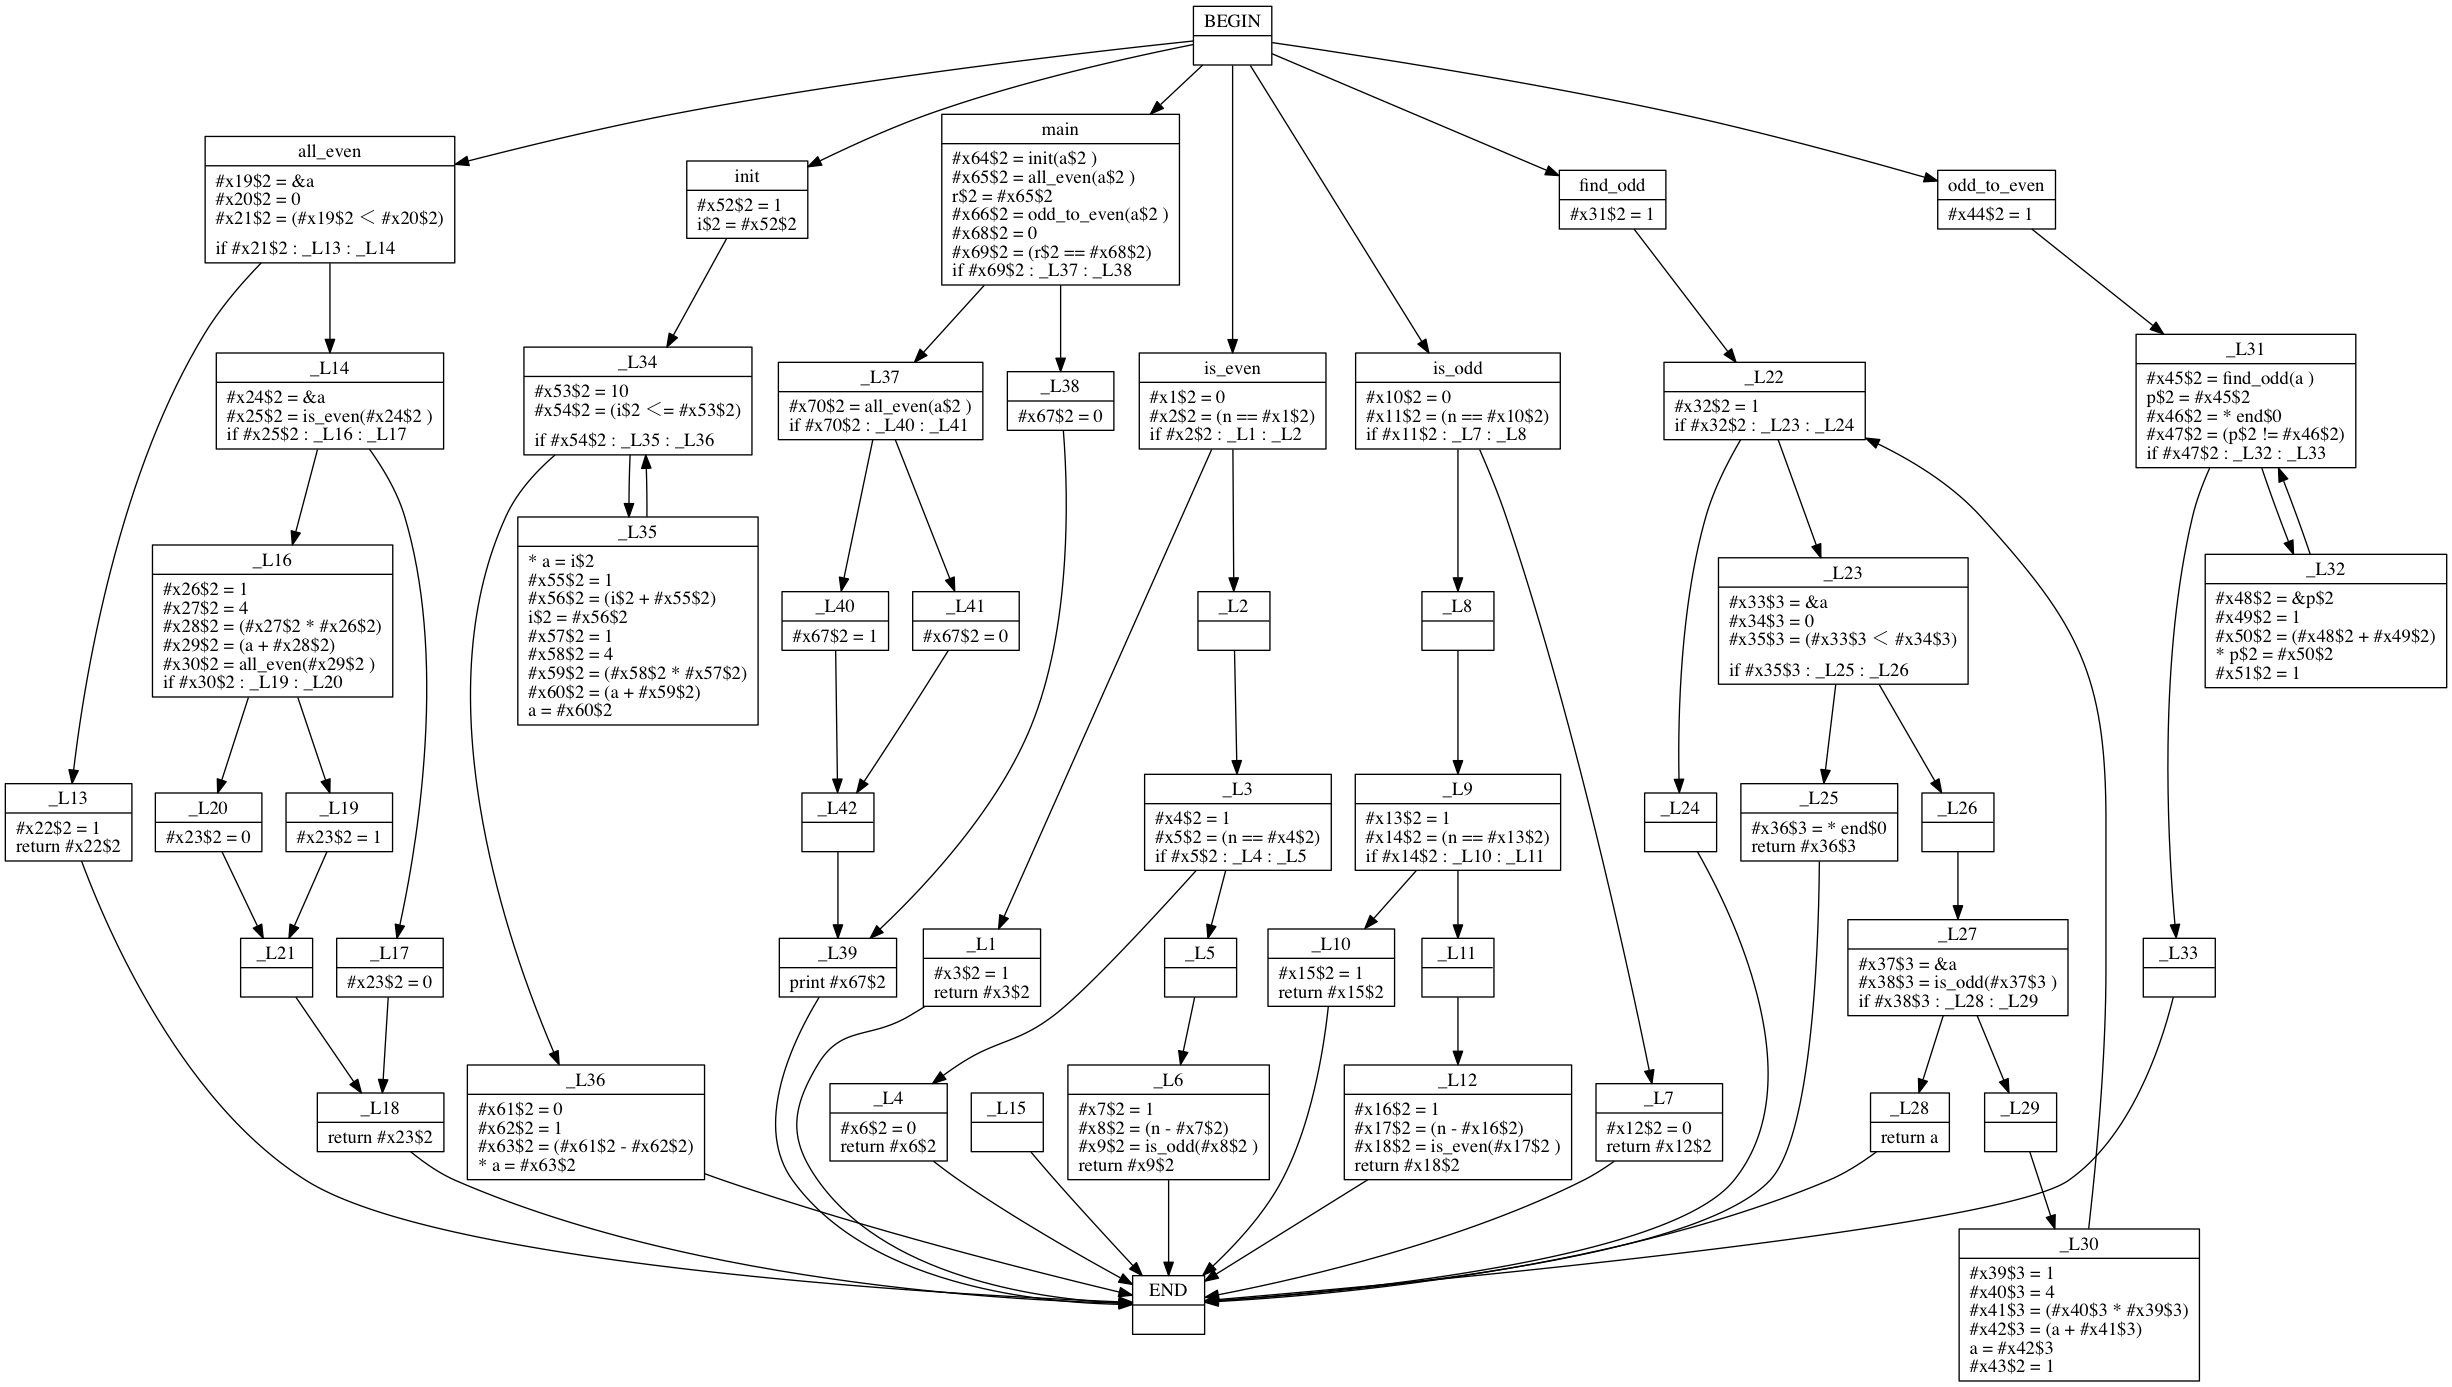 BEGIN
all_even
#x19$2 = &a
#x20$2 = 0
#x21$2 = (#x19$2 < #x20$2)
if #x21$2 : _L13 : _L14
init
#x52$2 = 1
i$2 = #x52$2
main
#x64$2 = init(a$2 )
#x65$2 = all_even(a$2 )
r$2 = #x65$2
#x66$2 = odd_to_even(a$2 )
#x68$2 = 0
#x69$2 = (r$2 == #x68$2)
if #x69$2 : _L37 : _L38
find_odd
#x31$2 = 1
odd_to_even
#x44$2 = 1
_L14
#x24$2 = &a
#x25$2 = is_even(#x24$2 )
if #x25$2 : _L16 : _L17
_L34
#x53$2 = 10
#x54$2 = (i$2 <= #x53$2)
if #x54$2 : _L35 : _L36
_L37
#x70$2 = all_even(a$2 )
if #x70$2 : _L40 : _L41
_L38
#x67$2 = 0
is_even
#x1$2 = 0
#x2$2 = (n == #x1$2)
if #x2$2 : _L1 : _L2
is_odd
#x10$2 = 0
#x11$2 = (n == #x10$2)
if #x11$2 : _L7 : _L8
_L22
#x32$2 = 1
if #x32$2 : _L23 : _L24
_L31
#x45$2 = find_odd(a )
p$2 = #x45$2
#x46$2 = * end$0
#x47$2 = (p$2 != #x46$2)
if #x47$2 : _L32 : _L33
_L16
#x26$2 = 1
#x27$2 = 4
#x28$2 = (#x27$2 * #x26$2)
#x29$2 = (a + #x28$2)
#x30$2 = all_even(#x29$2 )
if #x30$2 : _L19 : _L20
_L35
* a = i$2
#x55$2 = 1
#x56$2 = (i$2 + #x55$2)
i$2 = #x56$2
#x57$2 = 1
#x58$2 = 4
#x59$2 = (#x58$2 * #x57$2)
#x60$2 = (a + #x59$2)
a = #x60$2
_L40
#x67$2 = 1
_L41
#x67$2 = 0
_L2
_L8
_L23
#x33$3 = &a
#x34$3 = 0
#x35$3 = (#x33$3 < #x34$3)
if #x35$3 : _L25 : _L26
_L32
#x48$2 = &p$2
#x49$2 = 1
#x50$2 = (#x48$2 + #x49$2)
* p$2 = #x50$2
#x51$2 = 1
_L13
#x22$2 = 1
return #x22$2
_L20
#x23$2 = 0
_L19
#x23$2 = 1
_L42
_L3
#x4$2 = 1
#x5$2 = (n == #x4$2)
if #x5$2 : _L4 : _L5
_L9
#x13$2 = 1
#x14$2 = (n == #x13$2)
if #x14$2 : _L10 : _L11
_L24
_L25
#x36$3 = * end$0
return #x36$3
_L26
_L21
_L17
#x23$2 = 0
_L39
print #x67$2
_L1
#x3$2 = 1
return #x3$2
_L5
_L10
#x15$2 = 1
return #x15$2
_L11
_L27
#x37$3 = &a
#x38$3 = is_odd(#x37$3 )
if #x38$3 : _L28 : _L29
_L33
_L18
return #x23$2
_L36
#x61$2 = 0
#x62$2 = 1
#x63$2 = (#x61$2 - #x62$2)
* a = #x63$2
_L4
#x6$2 = 0
return #x6$2
_L15
_L6
#x7$2 = 1
#x8$2 = (n - #x7$2)
#x9$2 = is_odd(#x8$2 )
return #x9$2
_L12
#x16$2 = 1
#x17$2 = (n - #x16$2)
#x18$2 = is_even(#x17$2 )
return #x18$2
_L7
#x12$2 = 0
return #x12$2
_L28
return a
_L29
END
_L30
#x39$3 = 1
#x40$3 = 4
#x41$3 = (#x40$3 * #x39$3)
#x42$3 = (a + #x41$3)
a = #x42$3
#x43$2 = 1